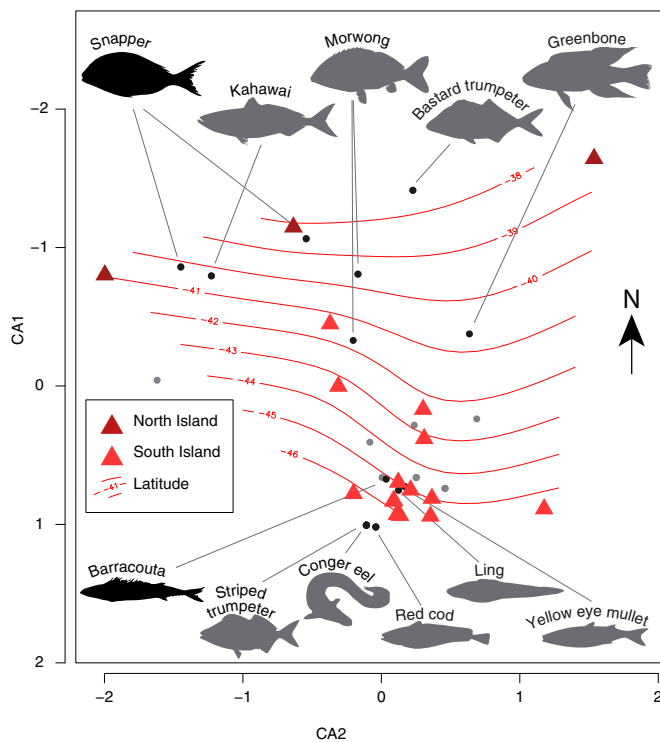 Snapper
Morwong
Greenbone
Kahawai
Bastard trumpeter
−2
−38
−1
−39
−40
−41
N
−42
CA1
−43
0
−44
North Island
−45
South Island
−41
Latitude
−46
1
Barracouta
Conger eel
Ling
Striped
trumpeter
Red cod
Yellow eye mullet
2
−2
−1
0
1
2
CA2